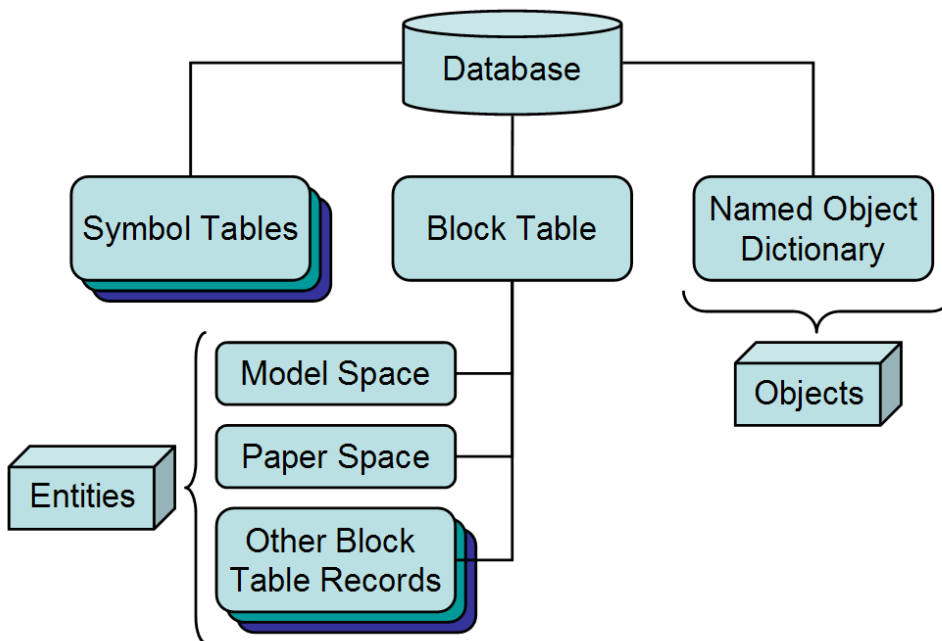 Database
Symbol Tables
Block Table
Named Object
Dictionary
Model Space
Objects
Paper Space
Entities
Other Block
Table Records